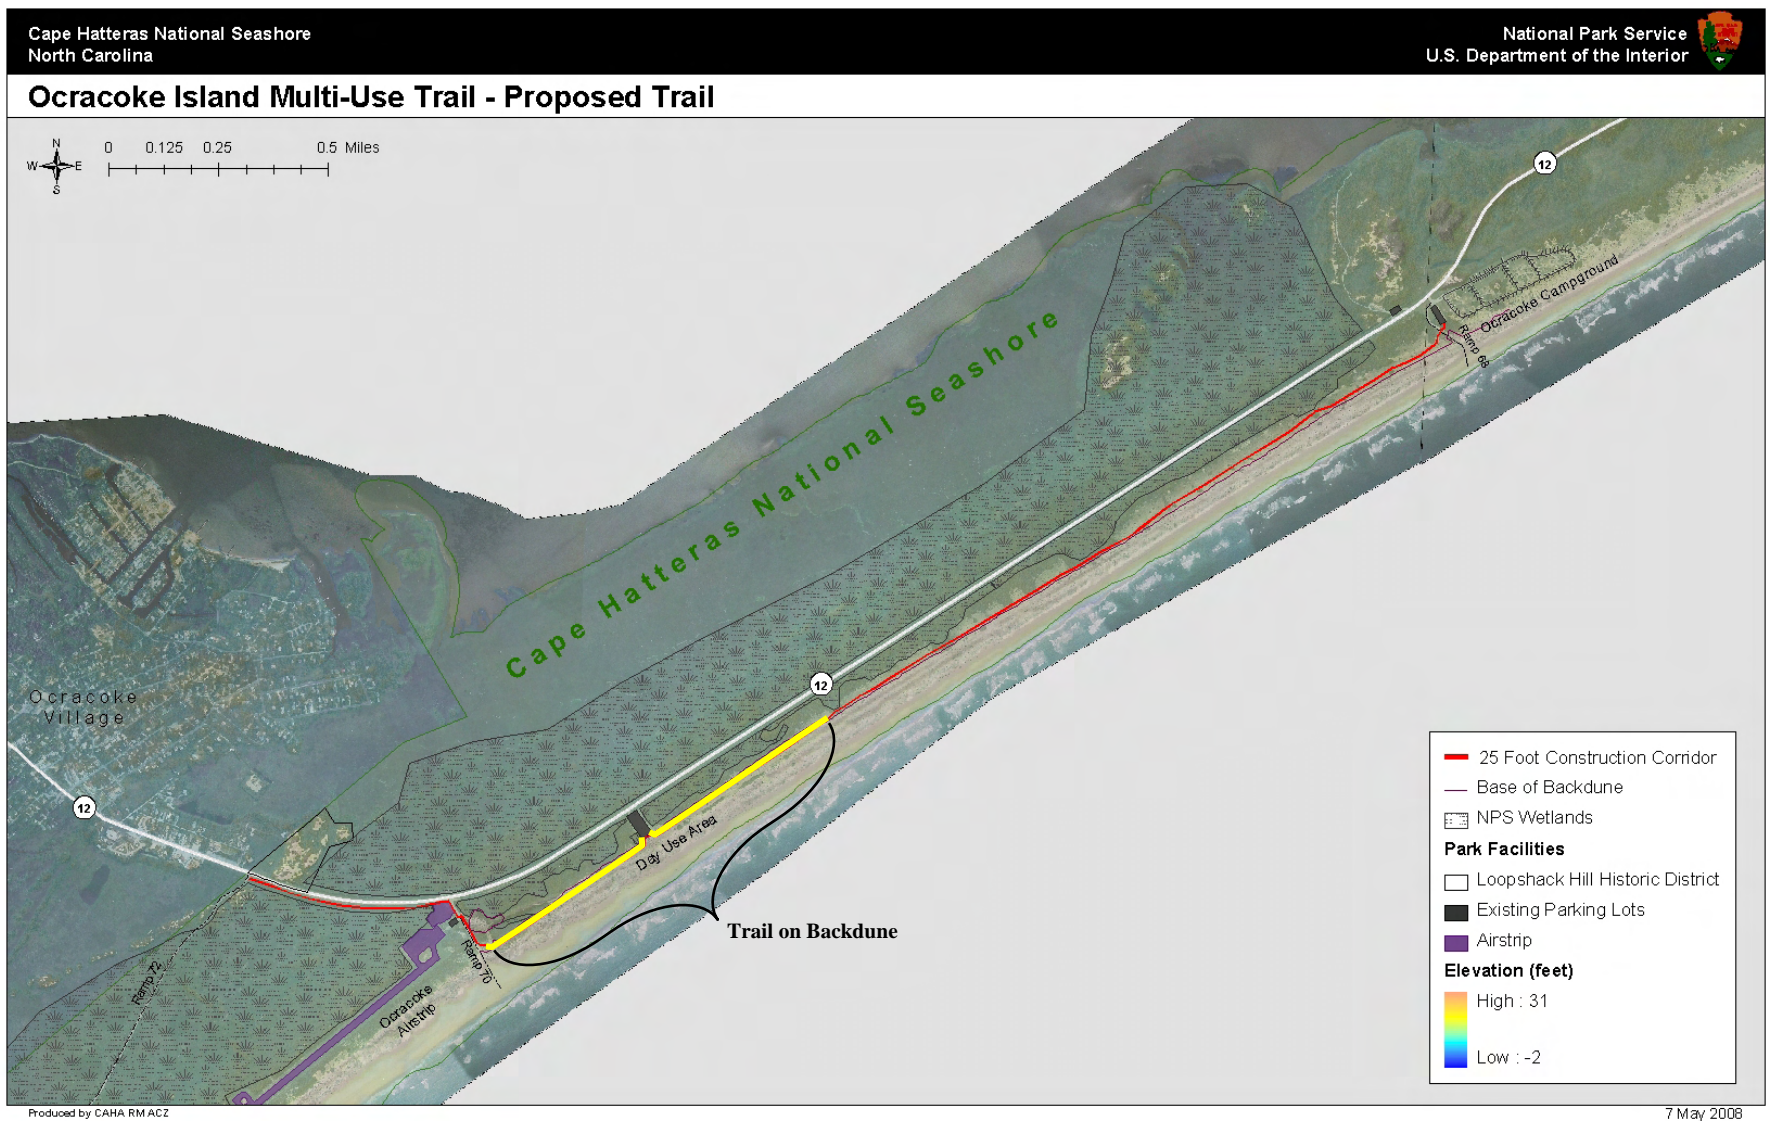 Cape Hatteras National Seashore
North Carolina
National Park Service
U.S. Department of the Interior
Ocracoke Island Multi-Use Trail - Proposed Trail
N
W
E
S
0 0.125 0.25 0.5 Miles
12
Ocracoke Campground
Ramp 68
Cape Hatteras National Seashore
12
Ocracoke
Village
12
Day Use Area
Trail on Backdune
Ramp 70
Ramp 72
Ocracoke
Airstrip
25 Foot Construction Corridor
Base of Backdune
NPS Wetlands
Park Facilities
Loopshack Hill Historic District
Existing Parking Lots
Airstrip
Elevation (feet)
High : 31
Low : -2
Produced by CAHA RM ACZ
7 May 2008